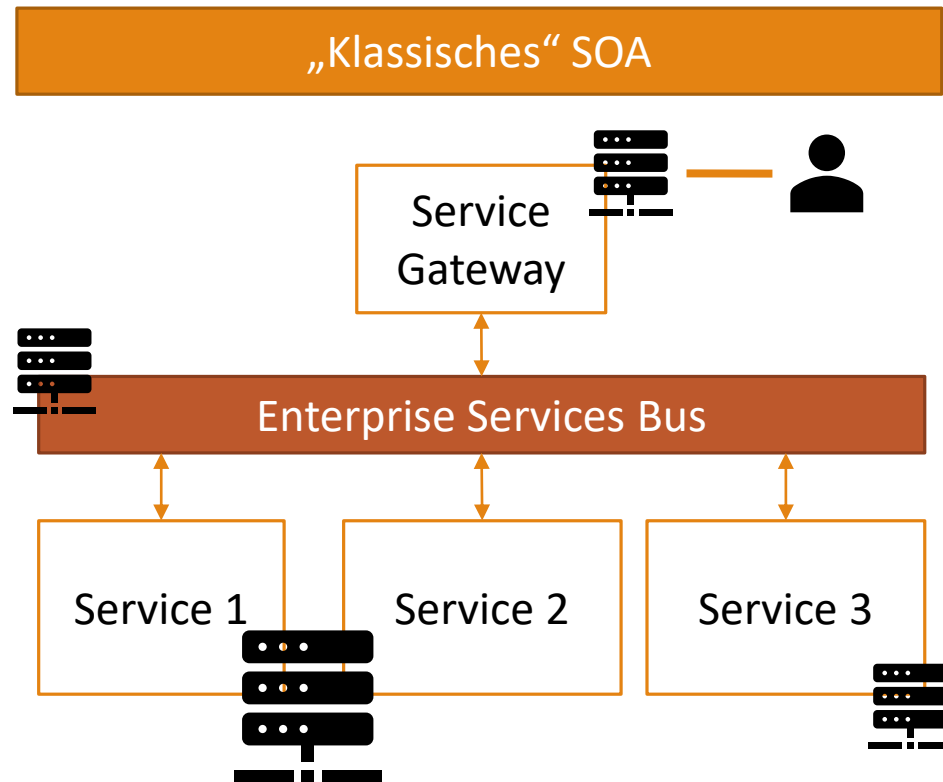 „Klassisches“ SOA
Service
Gateway
Enterprise Services Bus
Service 1
Service 2
Service 3